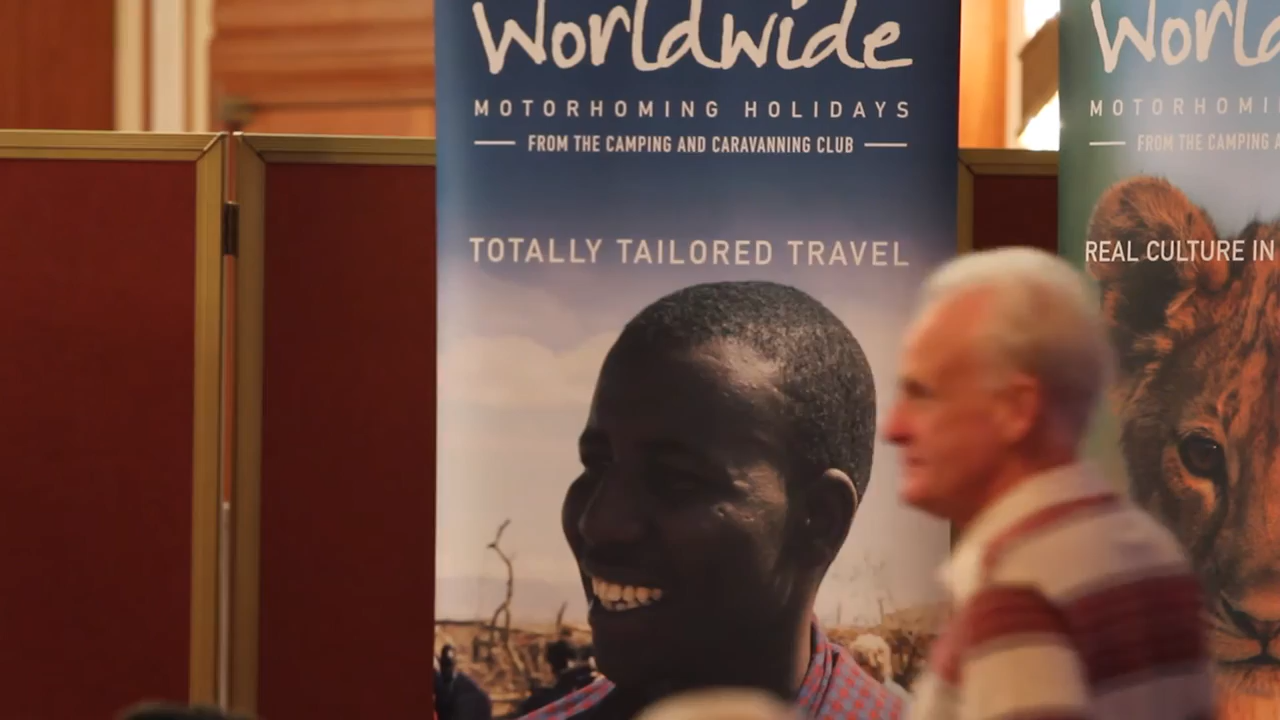 Worldwide
MOTORHOMING HOLIDAYS
FROM THE CAMPING AND CARAVANNING CLUB
TOTALLY TAILORED TRAVEL
Worl
MOTORHOMI
FROM THE CAMPING A
REAL CULTURE IN